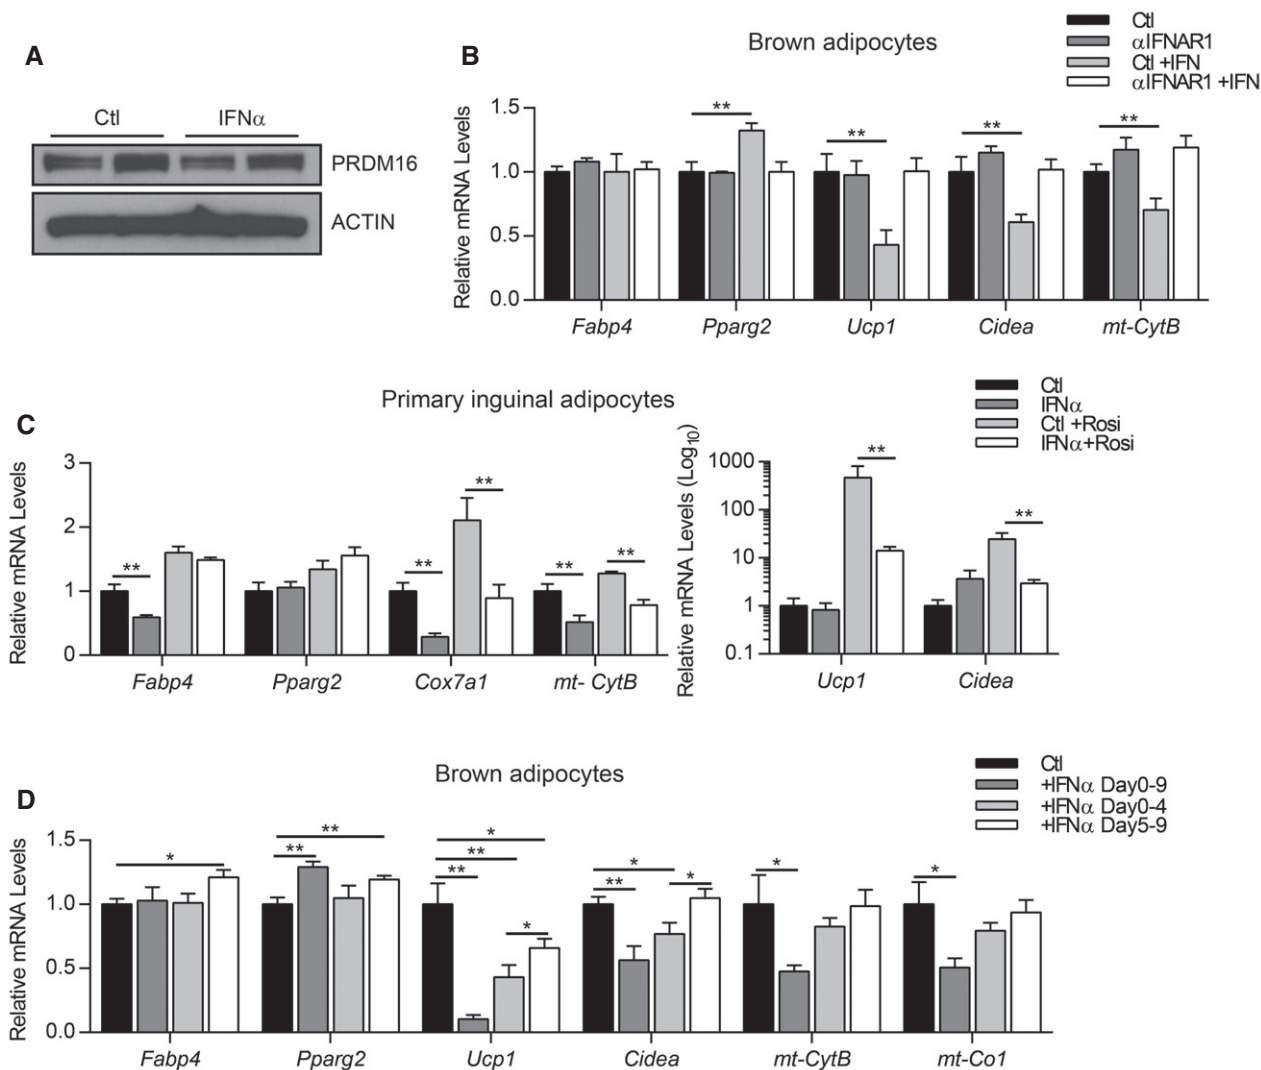 A
Ctl IFNα
PRDM16
ACTIN
B
Brown adipocytes
Ctl
αIFNAR1
Ctl +IFN
αIFNAR1 +IFN
Relative mRNA Levels
1.5
1.0
0.5
0.0
** ** ** **
Fabp4 Pparg2 Ucp1 Cidea mt-CytB
C
Primary inguinal adipocytes
Ctl
IFNα
Ctl +Rosi
IFNα+Rosi
Relative mRNA Levels
3
2
1
0
** ** ** ** **
Fabp4 Pparg2 Cox7a1 mt- CytB
Relative mRNA Levels (Log10)
1000
100
10
1
0.1
** **
Ucp1 Cidea
D
Brown adipocytes
Ctl
+IFNα Day0-9
+IFNα Day0-4
+IFNα Day5-9
Relative mRNA Levels
1.5
1.0
0.5
0.0
* ** ** * ** ** * * ** * * *
Fabp4 Pparg2 Ucp1 Cidea mt-CytB mt-Co1